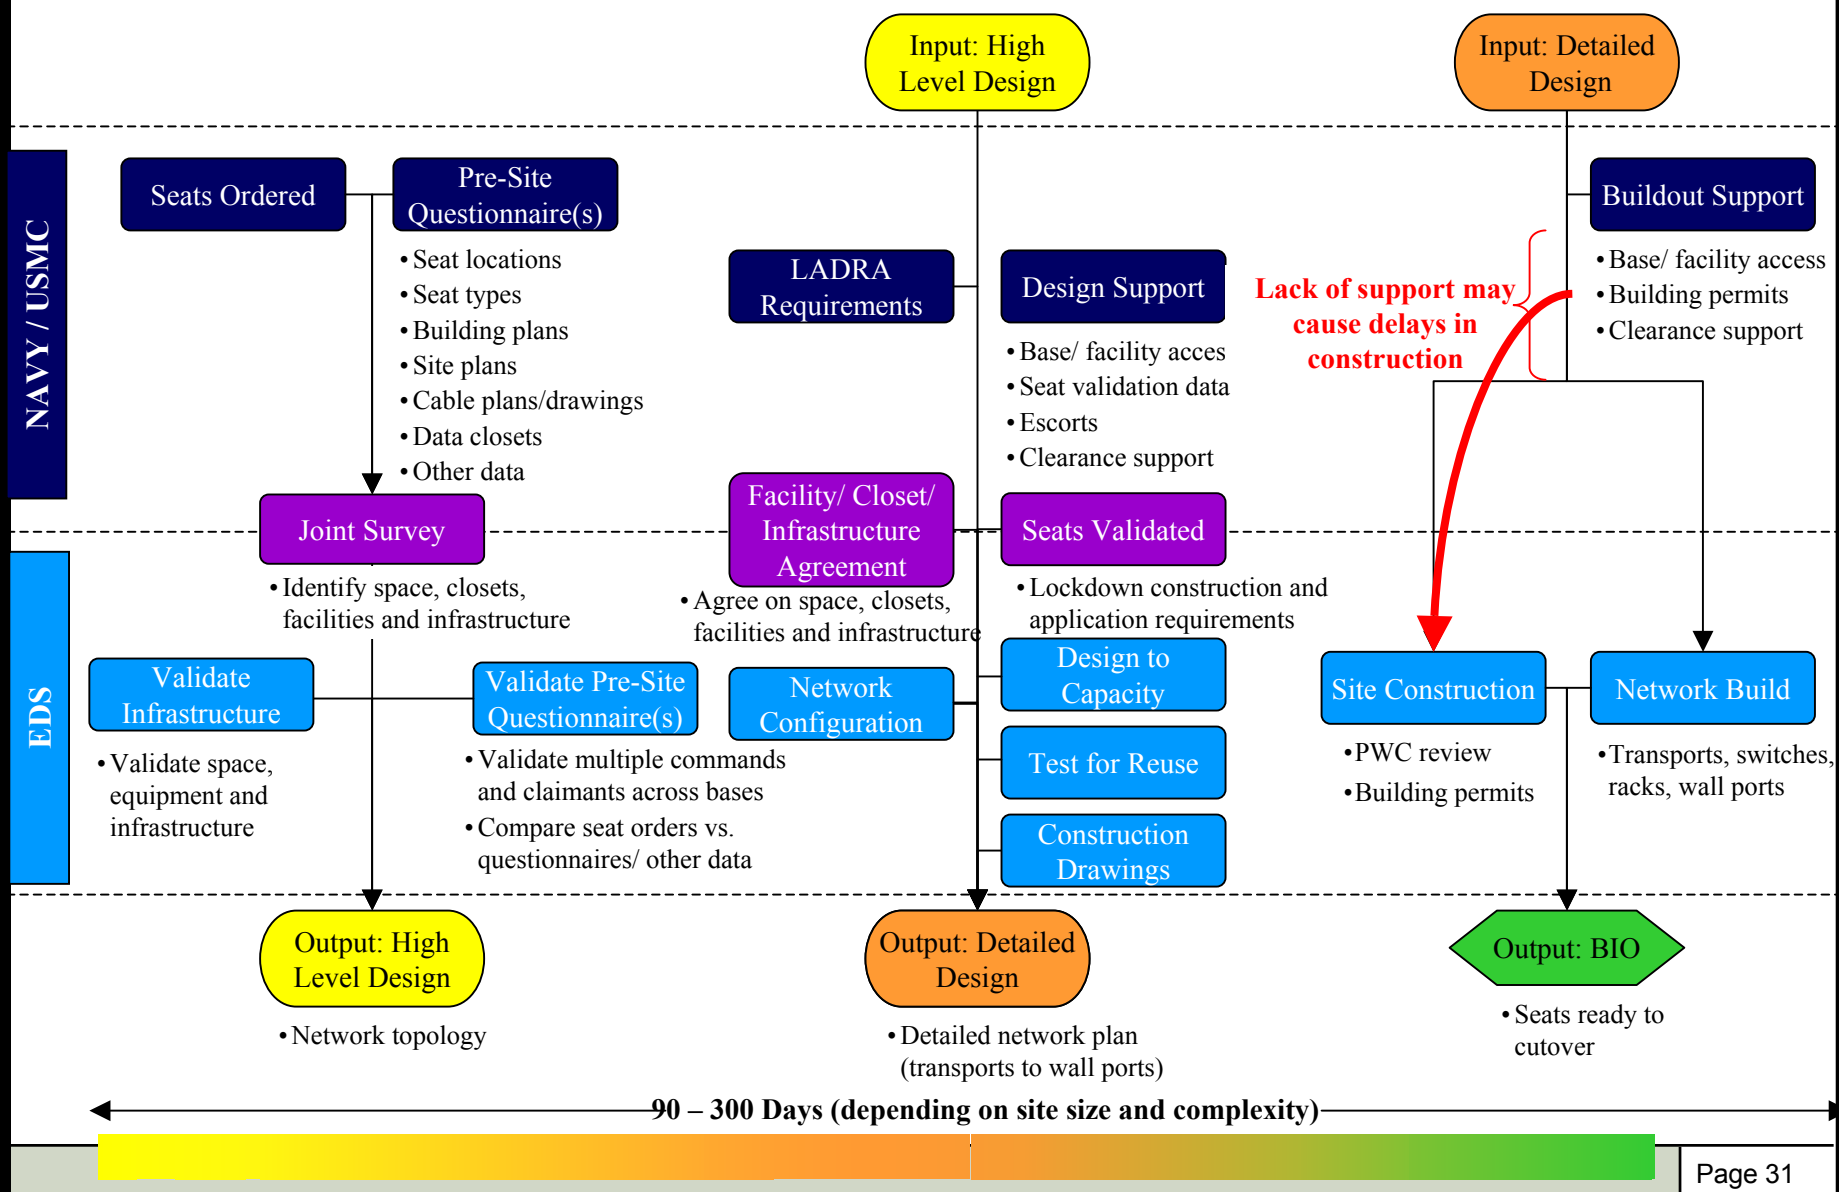 Input: High
Level Design
Input: Detailed
Design
NAVY / USMC
Seats Ordered
Pre-Site
Questionnaire(s)
• Seat locations
• Seat types
• Building plans
• Site plans
• Cable plans/drawings
• Data closets
• Other data
LADRA
Requirements
Design Support
• Base/ facility acces
• Seat validation data
• Escorts
• Clearance support
Lack of support may
cause delays in
construction
Buildout Support
• Base/ facility access
• Building permits
• Clearance support
Joint Survey
• Identify space, closets,
facilities and infrastructure
Facility/ Closet/
Infrastructure
Agreement
• Agree on space, closets,
facilities and infrastructure
Seats Validated
• Lockdown construction and
application requirements
EDS
Validate
Infrastructure
• Validate space,
equipment and
infrastructure
Validate Pre-Site
Questionnaire(s)
• Validate multiple commands
and claimants across bases
• Compare seat orders vs.
questionnaires/ other data
Network
Configuration
Design to
Capacity
Test for Reuse
Construction
Drawings
Site Construction
• PWC review
• Building permits
Network Build
• Transports, switches,
racks, wall ports
Output: High
Level Design
• Network topology
Output: Detailed
Design
• Detailed network plan
(transports to wall ports)
Output: BIO
• Seats ready to
cutover
90 – 300 Days (depending on site size and complexity)
Page 31